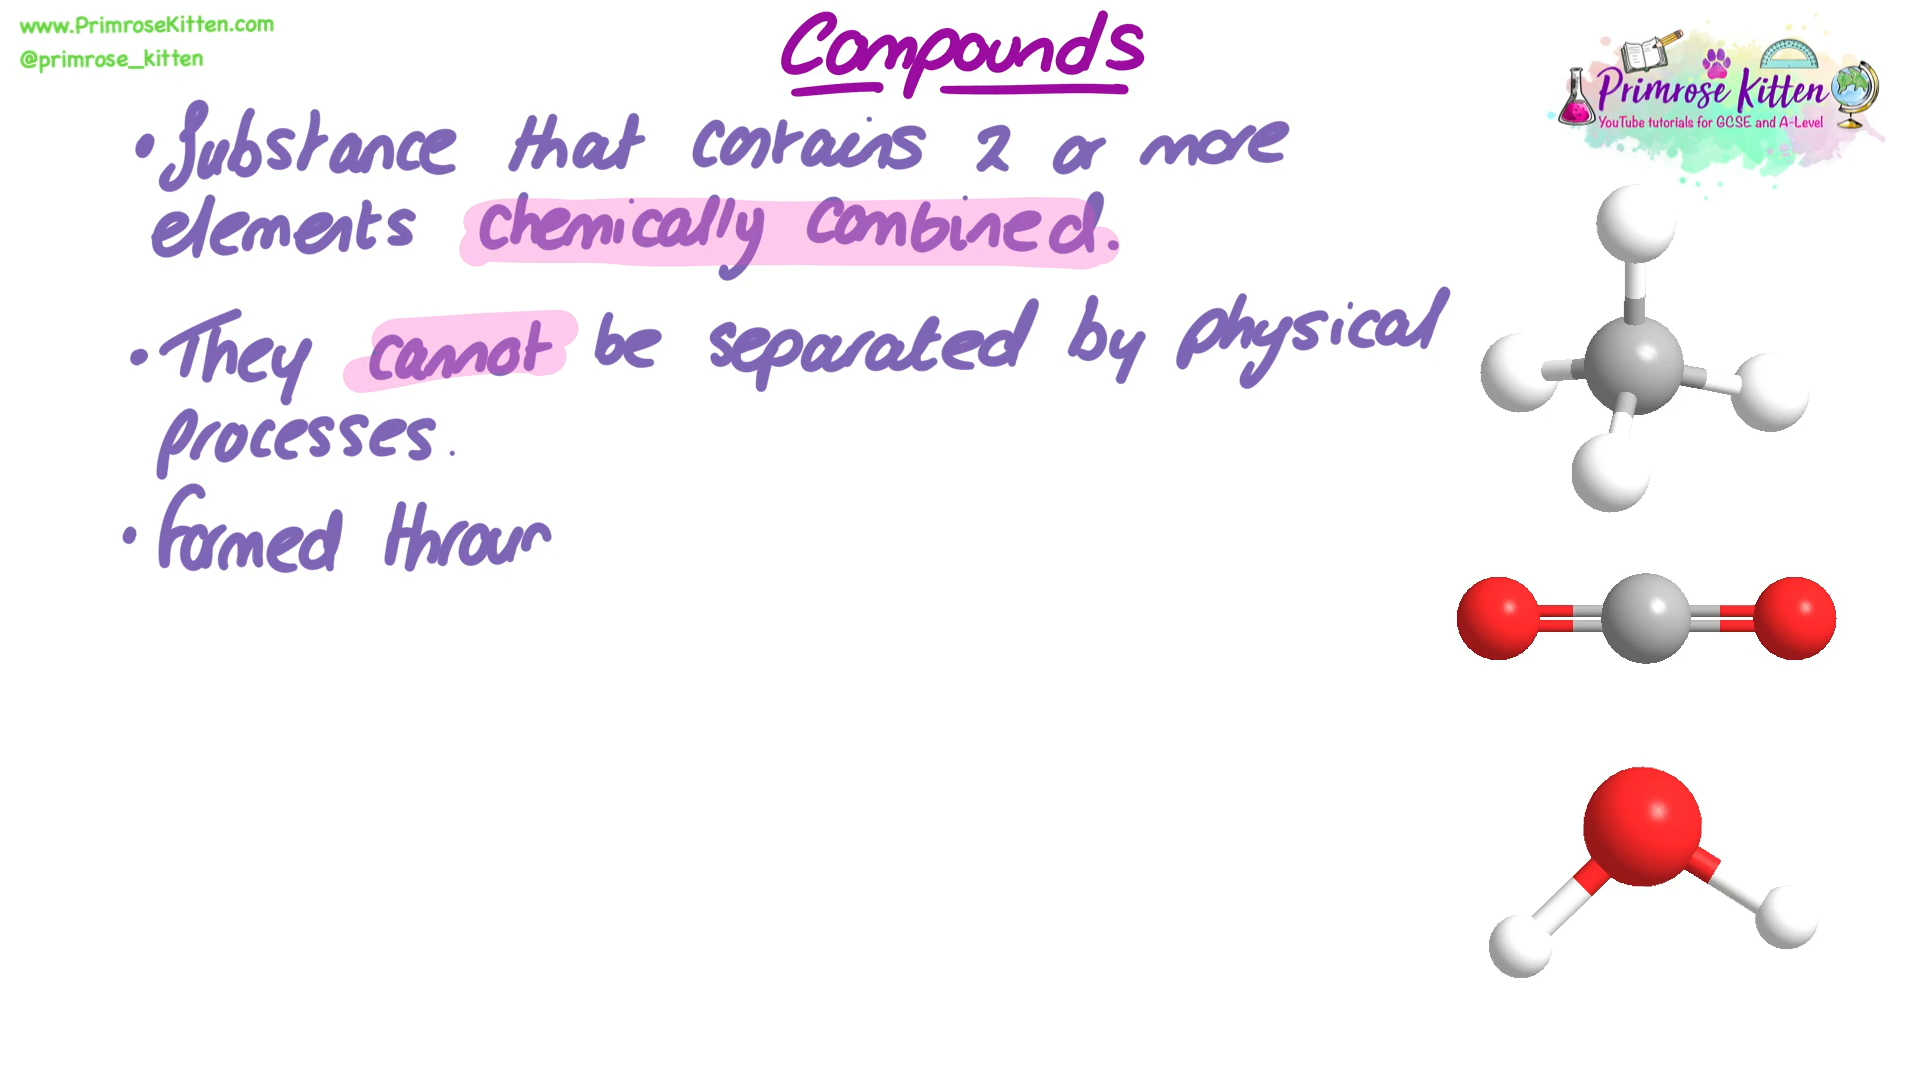 www.PrimroseKitten.com
@primrose_kitten
Compounds
Primrose Kitten
YouTube tutorials for GCSE and A-Level
• Substance that contains 2 or more
elements chemically combined.
• They cannot be separated by physical
processes.
• Formed